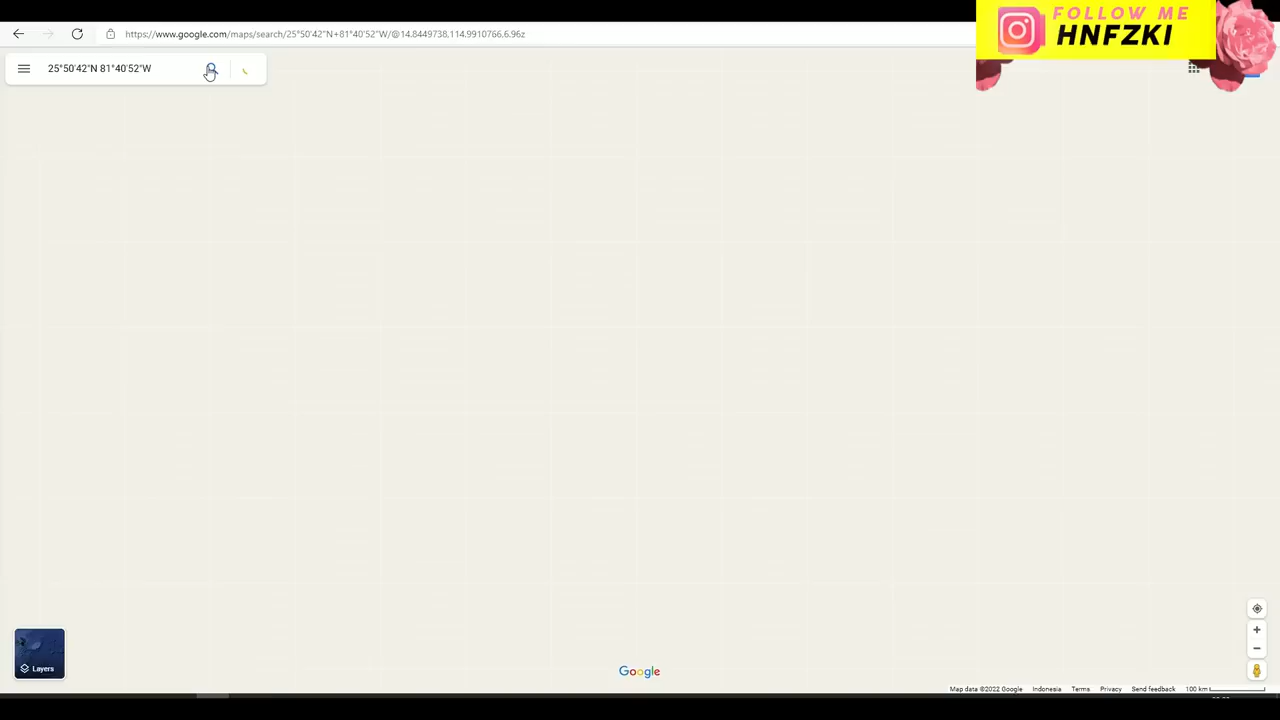 FOLLOW ME
HNFZKI
https://www.google.com/maps/search/25°50'42"N+81°40'52"W/@14.8449738,114.9910766,6.96z
25°50'42"N 81°40'52"W
Layers
Google
Map data ©2022 Google Indonesia Terms Privacy Send feedback 100 km